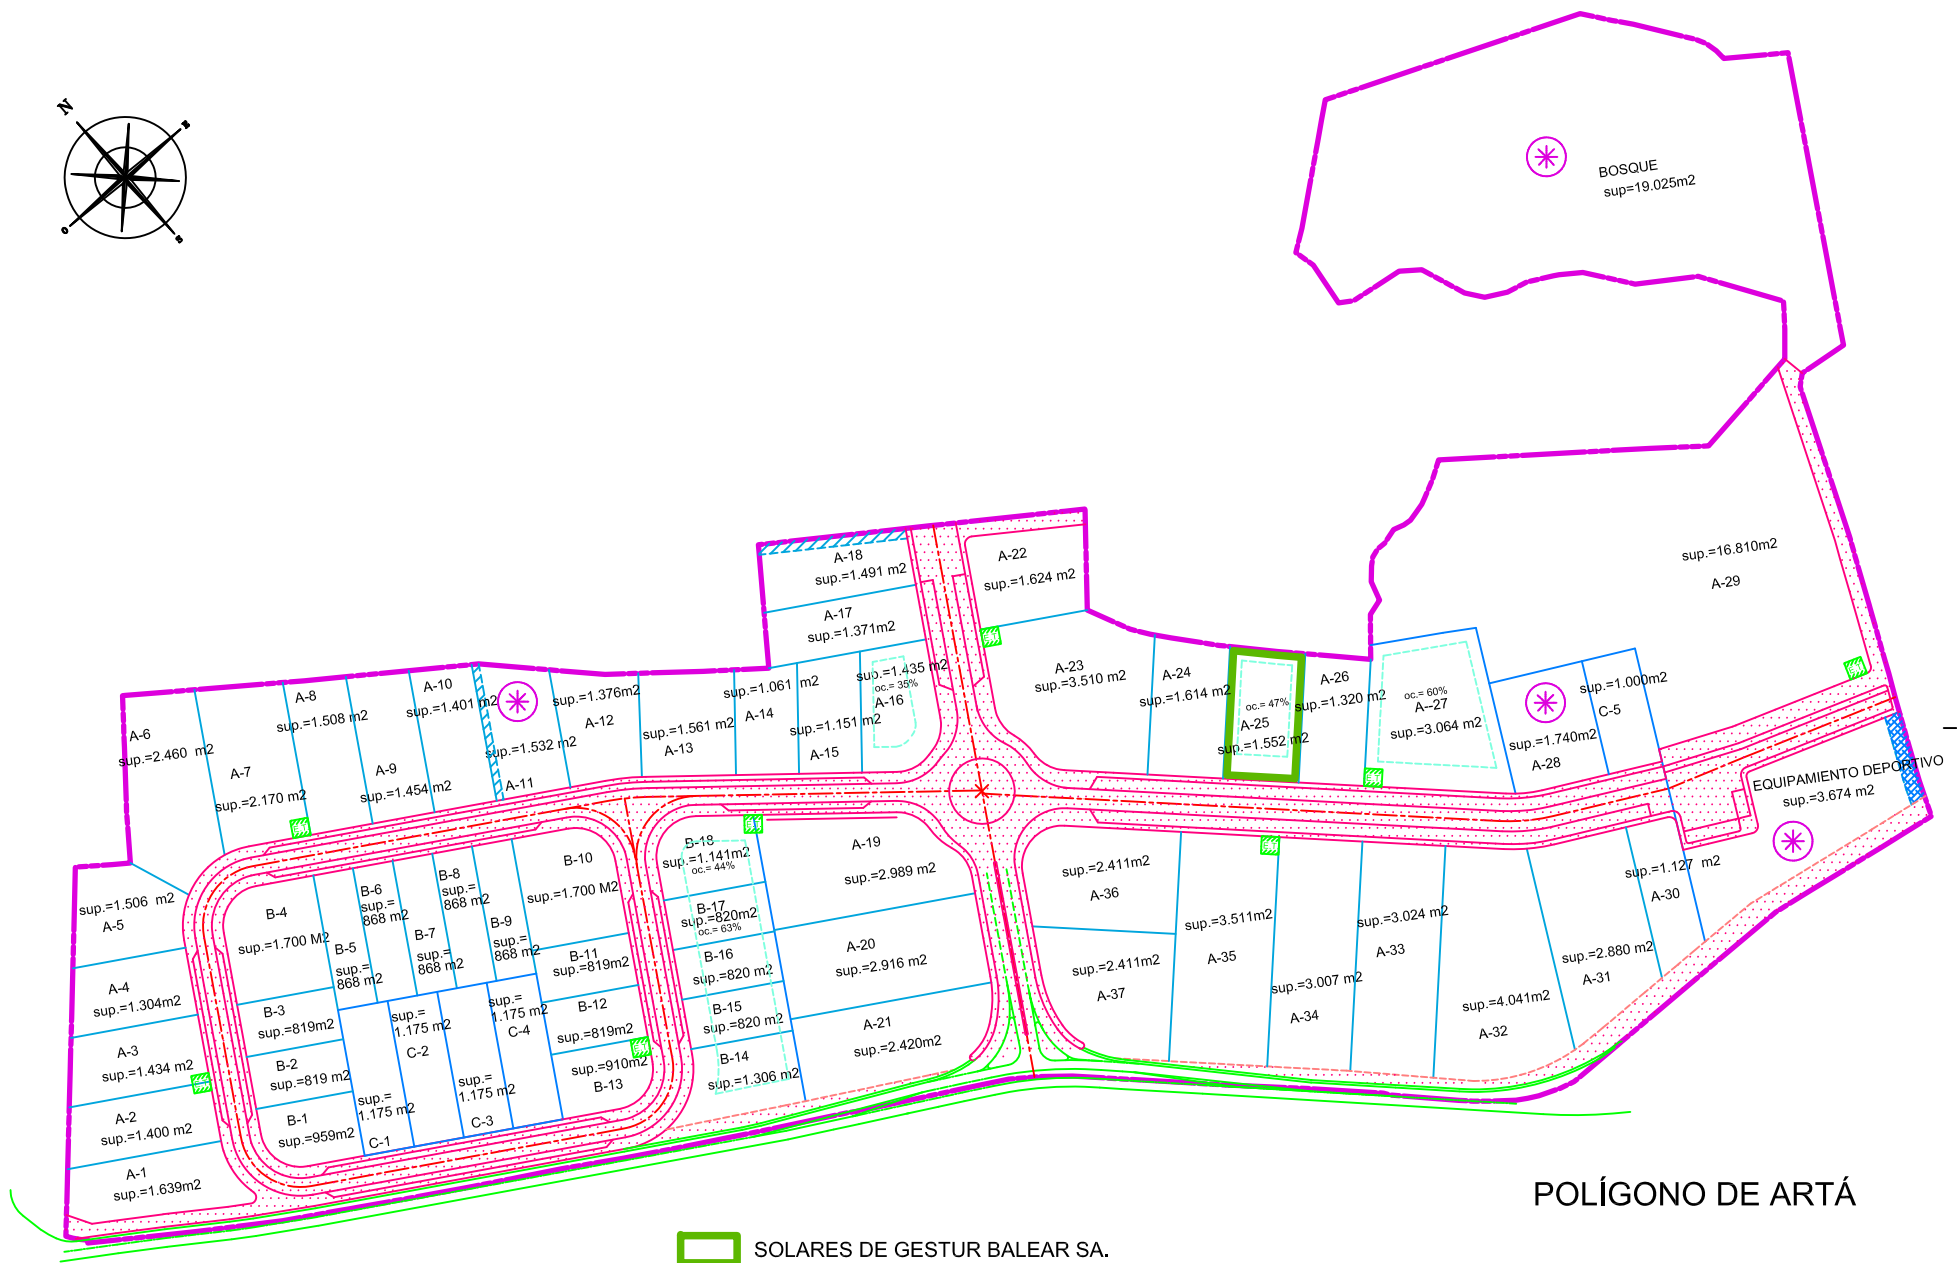 N
E
O
S
BOSQUE
sup=19.025m2
A-6
sup.=2.460 m2
A-7
sup.=2.170 m2
A-8
sup.=1.508 m2
A-9
sup.=1.454 m2
A-10
sup.=1.401 m2
sup.=1.532 m2
A-11
sup.=1.376m2
A-12
sup.=1.561 m2
A-13
sup.=1.061 m2
A-14
sup.=1.151 m2
A-15
sup.=1.435 m2
oc.= 35%
A-16
A-18
sup.=1.491 m2
A-17
sup.=1.371m2
A-22
sup.=1.624 m2
A-23
sup.=3.510 m2
A-24
sup.=1.614 m2
oc.= 47%
A-25
sup.=1.552 m2
A-26
sup.=1.320 m2
oc.= 60%
A--27
sup.=3.064 m2
sup.=16.810m2
A-29
sup.=1.740m2
A-28
sup.=1.000m2
C-5
EQUIPAMIENTO DEPORTIVO
sup.=3.674 m2
sup.=1.506 m2
A-5
A-4
sup.=1.304m2
A-3
sup.=1.434 m2
A-2
sup.=1.400 m2
A-1
sup.=1.639m2
B-4
sup.=1.700 M2
B-3
sup.=819m2
B-2
sup.=819 m2
B-1
sup.=959m2
B-5
sup.=
868 m2
B-6
sup.=
868 m2
B-7
sup.=
868 m2
B-8
sup.=
868 m2
B-9
sup.=
868 m2
B-10
sup.=1.700 M2
B-11
sup.=819m2
B-12
sup.=819m2
sup.=910m2
B-13
sup.=
1.175 m2
C-1
sup.=
1.175 m2
C-2
sup.=
1.175 m2
C-3
sup.=
1.175 m2
C-4
B-18
sup.=1.141m2
oc.= 44%
B-17
sup.=820m2
oc.= 63%
B-16
sup.=820 m2
B-15
sup.=820 m2
B-14
sup.=1.306 m2
A-19
sup.=2.989 m2
A-20
sup.=2.916 m2
A-21
sup.=2.420m2
sup.=2.411m2
A-36
sup.=2.411m2
A-37
sup.=3.511m2
A-35
sup.=3.007 m2
A-34
sup.=3.024 m2
A-33
sup.=4.041m2
A-32
sup.=2.880 m2
A-31
sup.=1.127 m2
A-30
POLÍGONO DE ARTÁ
SOLARES DE GESTUR BALEAR SA.